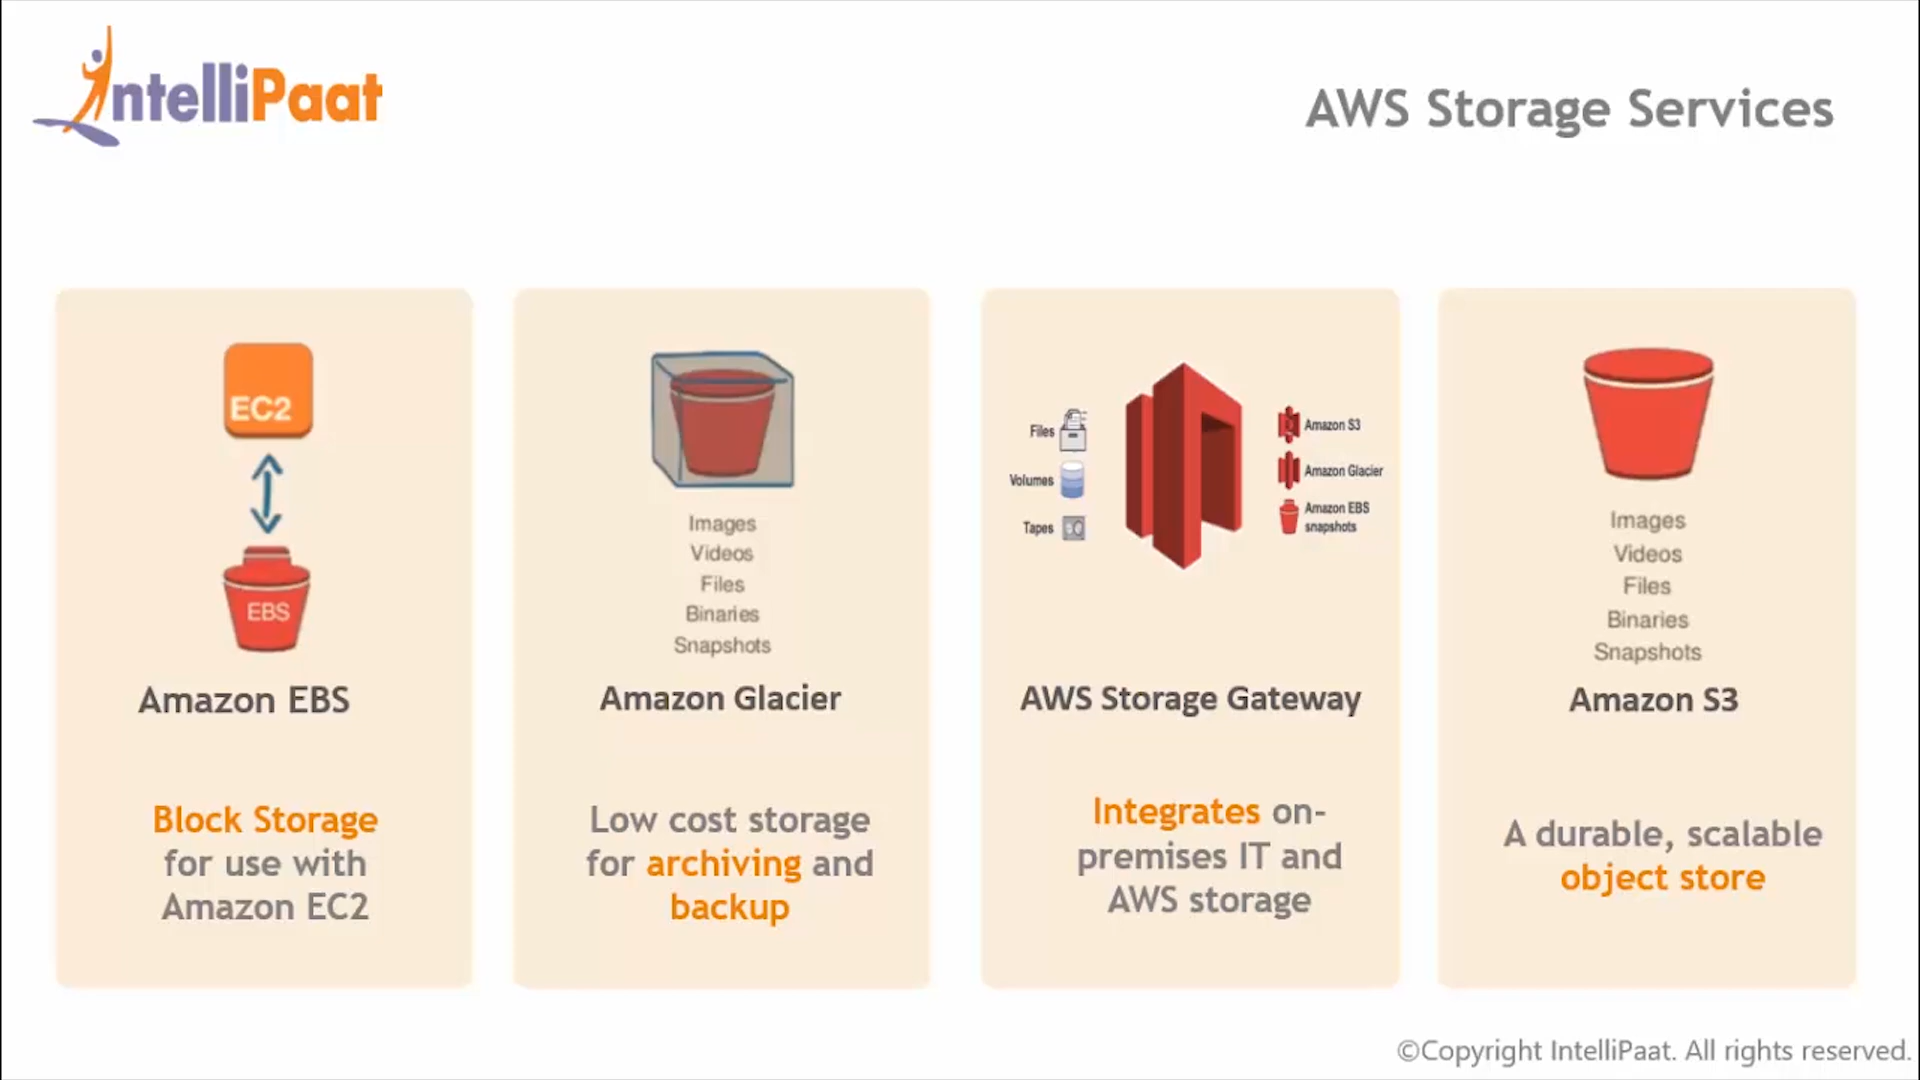 IntelliPaat
AWS Storage Services
EC2
EBS
Amazon EBS
Block Storage
for use with
Amazon EC2
Images
Videos
Files
Binaries
Snapshots
Amazon Glacier
Low cost storage
for archiving and
backup
Files
Volumes
Tapes
Amazon S3
Amazon Glacier
Amazon EBS
snapshots
AWS Storage Gateway
Integrates on-
premises IT and
AWS storage
Images
Videos
Files
Binaries
Snapshots
Amazon S3
A durable, scalable
object store
©Copyright IntelliPaat. All rights reserved.